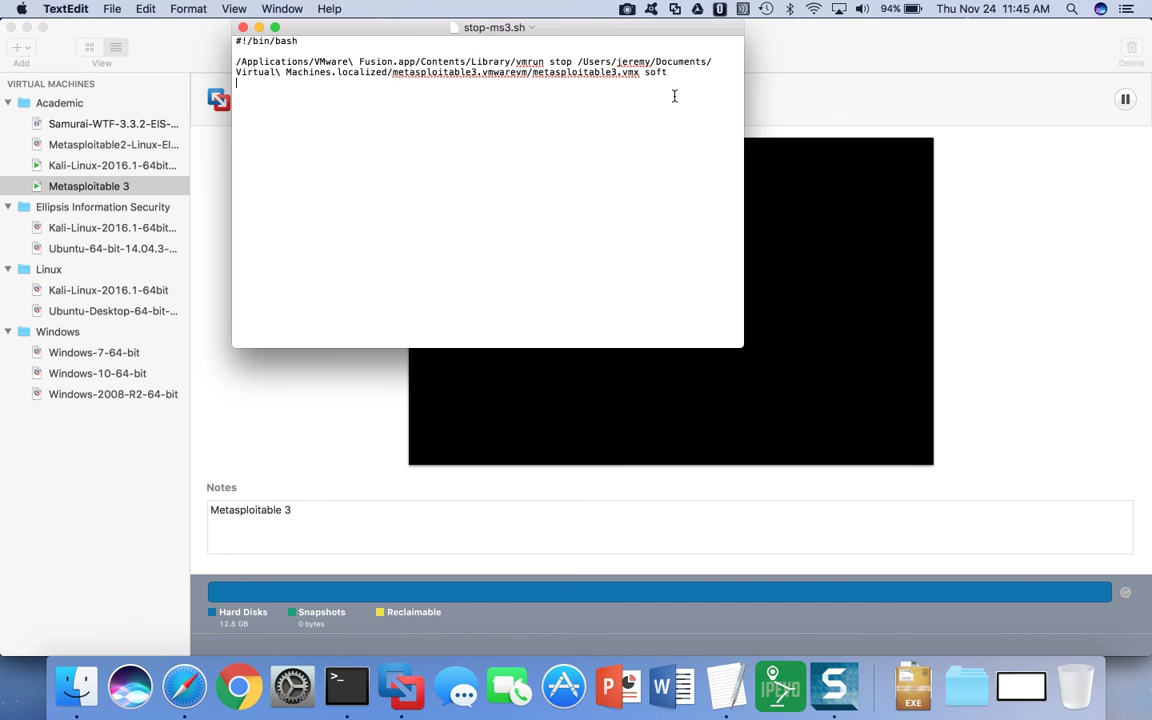 TextEdit File Edit Format View Window Help 94% Thu Nov 24 11:45 AM
stop-ms3.sh
#!/bin/bash
/Applications/VMware\ Fusion.app/Contents/Library/vmrun stop /Users/jeremy/Documents/
Virtual\ Machines.localized/metasploitable3.vmwarevm/metasploitable3.vmx soft
Add View Delete
VIRTUAL MACHINES
Academic
Samurai-WTF-3.3.2-EIS-...
Metasploitable2-Linux-EI...
Kali-Linux-2016.1-64bit...
Metasploitable 3
Ellipsis Information Security
Kali-Linux-2016.1-64bit...
Ubuntu-64-bit-14.04.3-...
Linux
Kali-Linux-2016.1-64bit
Ubuntu-Desktop-64-bit-...
Windows
Windows-7-64-bit
Windows-10-64-bit
Windows-2008-R2-64-bit
Notes
Metasploitable 3
Hard Disks Snapshots Reclaimable
12.8 GB 0 bytes
>_ P W IPEVO S EXE